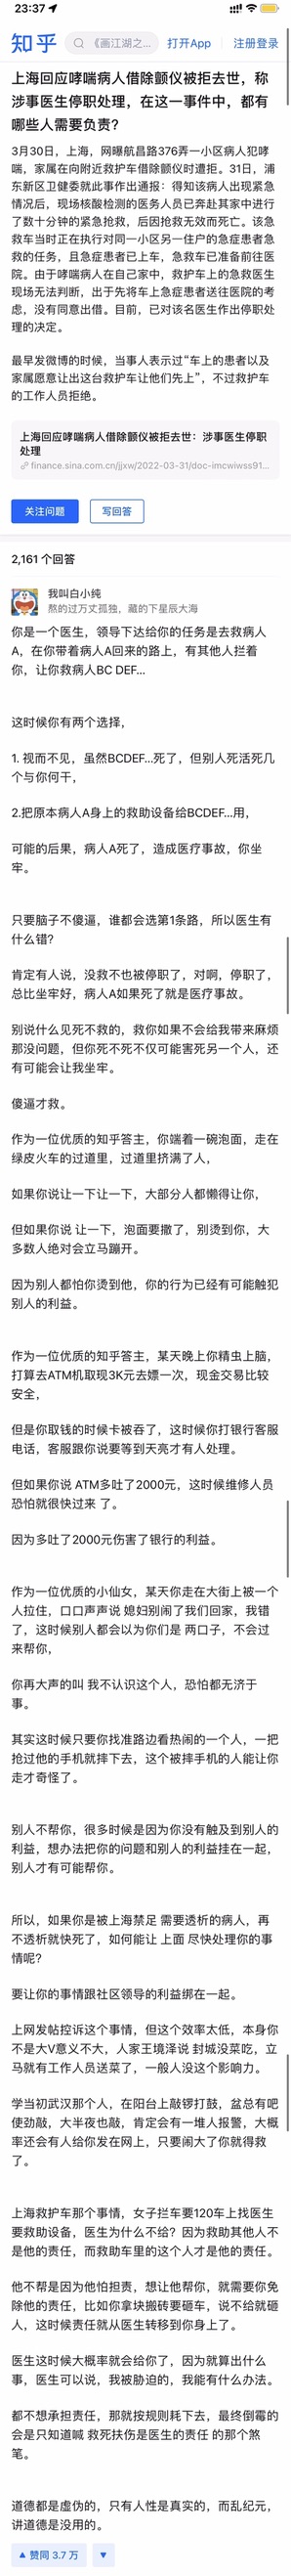 23:37
知乎
《画江湖之...
打开App
注册登录
上海回应哮喘病人借除颤仪被拒去世，称
涉事医生停职处理，在这一事件中，都有
哪些人需要负责？
3月30日，上海，网曝航昌路376弄一小区病人犯哮
喘，家属在向附近救护车借除颤仪时遭拒。31日，浦
东新区卫健委就此事作出通报：得知该病人出现紧急
情况后，现场核酸检测的医务人员已奔赴其家中进行
了数十分钟的紧急抢救，后因抢救无效而死亡。该急
救车当时正在执行对同一小区另一住户的急症患者急
救的任务，且急症患者已上车，急救车已准备前往医
院。由于哮喘病人在自己家中，救护车上的急救医生
现场无法判断，出于先将车上急症患者送往医院的考
虑，没有同意出借。目前，已对该名医生作出停职处
理的决定。
最早发微博的时候，当事人表示过“车上的患者以及
家属愿意让出这台救护车让他们先上”，不过救护车
的工作人员拒绝。
上海回应哮喘病人借除颤仪被拒去世：涉事医生停职
处理
finance.sina.com.cn/jjxw/2022-03-31/doc-imcwiwss91...
关注问题
写回答
2,161 个回答
我叫白小纯
熬的过万丈孤独，藏的下星辰大海
你是一个医生，领导下达给你的任务是去救病人
A，在你带着病人A回来的路上，有其他人拦着
你，让你救病人BC DEF...
这时候你有两个选择，
1. 视而不见，虽然BCDEF...死了，但别人死活死几
个与你何干，
2.把原本病人A身上的救助设备给BCDEF...用，
可能的后果，病人A死了，造成医疗事故，你坐
牢。
只要脑子不傻逼，谁都会选第1条路，所以医生有
什么错?
肯定有人说，没救不也被停职了，对啊，停职了，
总比坐牢好，病人A如果死了就是医疗事故。
别说什么见死不救的，救你如果不会给我带来麻烦
那没问题，但你死不死不仅可能害死另一个人，还
有可能会让我坐牢。
傻逼才救。
作为一位优质的知乎答主，你端着一碗泡面，走在
绿皮火车的过道里，过道里挤满了人，
如果你说让一下让一下，大部分人都懒得让你，
但如果你说 让一下，泡面要撒了，别烫到你，大
多数人绝对会立马蹦开。
因为别人都怕你烫到他，你的行为已经有可能触犯
别人的利益。
作为一位优质的知乎答主，某天晚上你精虫上脑，
打算去ATM机取现3K元去嫖一次，现金交易比较
安全，
但是你取钱的时候卡被吞了，这时候你打银行客服
电话，客服跟你说要等到天亮才有人处理。
但如果你说 ATM多吐了2000元，这时候维修人员
恐怕就很快过来 了。
因为多吐了2000元伤害了银行的利益。
作为一位优质的小仙女，某天你走在大街上被一个
人拉住，口口声声说 媳妇别闹了我们回家，我错
了，这时候别人都会以为你们是 两口子，不会过
来帮你，
你再大声的叫 我不认识这个人，恐怕都无济于
事。
其实这时候只要你找准路边看热闹的一个人，一把
抢过他的手机就摔下去，这个被摔手机的人能让你
走才奇怪了。
别人不帮你，很多时候是因为你没有触及到别人的
利益，想办法把你的问题和别人的利益挂在一起，
别人才有可能帮你。
所以，如果你是被上海禁足 需要透析的病人，再
不透析就快死了，如何能让 上面 尽快处理你的事
情呢?
要让你的事情跟社区领导的利益绑在一起。
上网发帖控诉这个事情，但这个效率太低，本身你
不是大V意义不大，人家王境泽说 封城没菜吃，立
马就有工作人员送菜了，一般人没这个影响力。
学当初武汉那个人，在阳台上敲锣打鼓，盆总有吧
使劲敲，大半夜也敲，肯定会有一堆人报警，大概
率还会有人给你发在网上，只要闹大了你就得救
了。
上海救护车那个事情，女子拦车要120车上找医生
要救助设备，医生为什么不给？因为救助其他人不
是他的责任，而救助车里的这个人才是他的责任。
他不帮是因为他怕担责，想让他帮你，就需要你免
除他的责任，比如你拿块搬砖要砸车，说不给就砸
人，这时候责任就从医生转移到你身上了。
医生这时候大概率就会给你了，因为就算出什么
事，医生可以说，我被胁迫的，我能有什么办法。
都不想承担责任，那就按规则耗下去，最终倒霉的
会是只知道喊 救死扶伤是医生的责任 的那个煞
笔。
道德都是虚伪的，只有人性是真实的，而乱纪元，
讲道德是没用的。
赞同 3.7 万